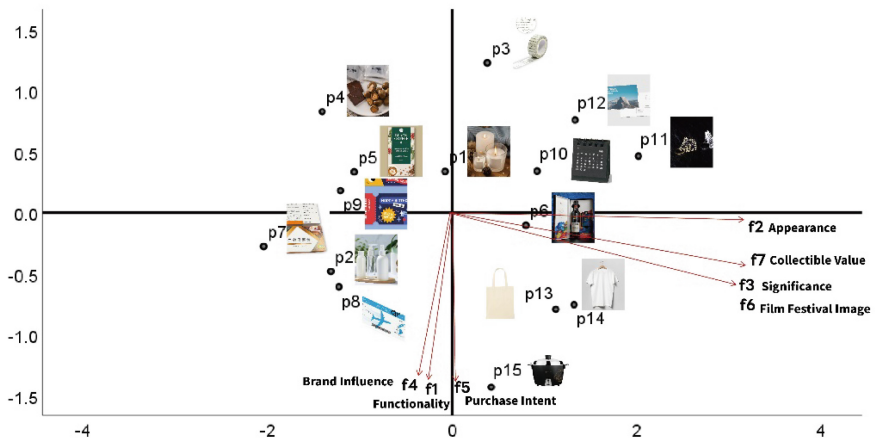 1.5
p3
1.0
p4
p12
p11
0.5
p5
p1
p10
p9
0.0
p6
f2 Appearance
p7
f7 Collectible Value
p2
-0.5
f3 Significance
p8
p13
p14
f6 Film Festival Image
-1.0
p15
Brand Influence f4 f1 f5 Purchase Intent
Functionality
-1.5
-4 -2 0 2 4